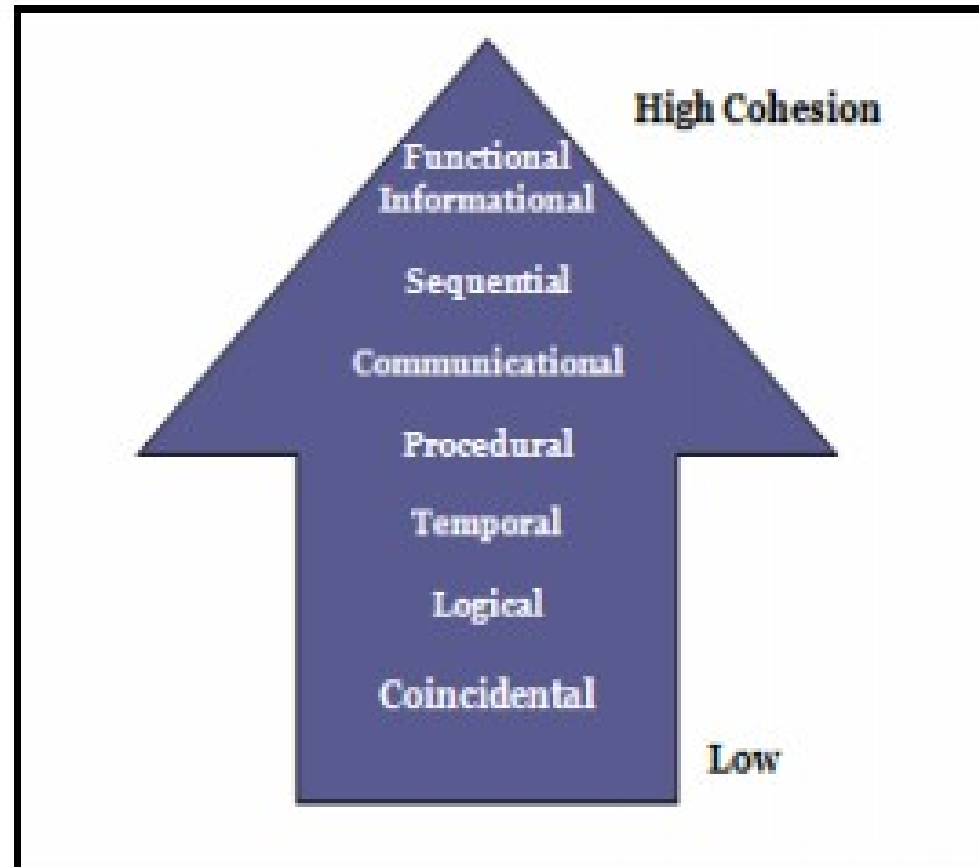 High Cohesion
Functional
Informational
Sequential
Communicational
Procedural
Temporal
Logical
Coincidental
Low